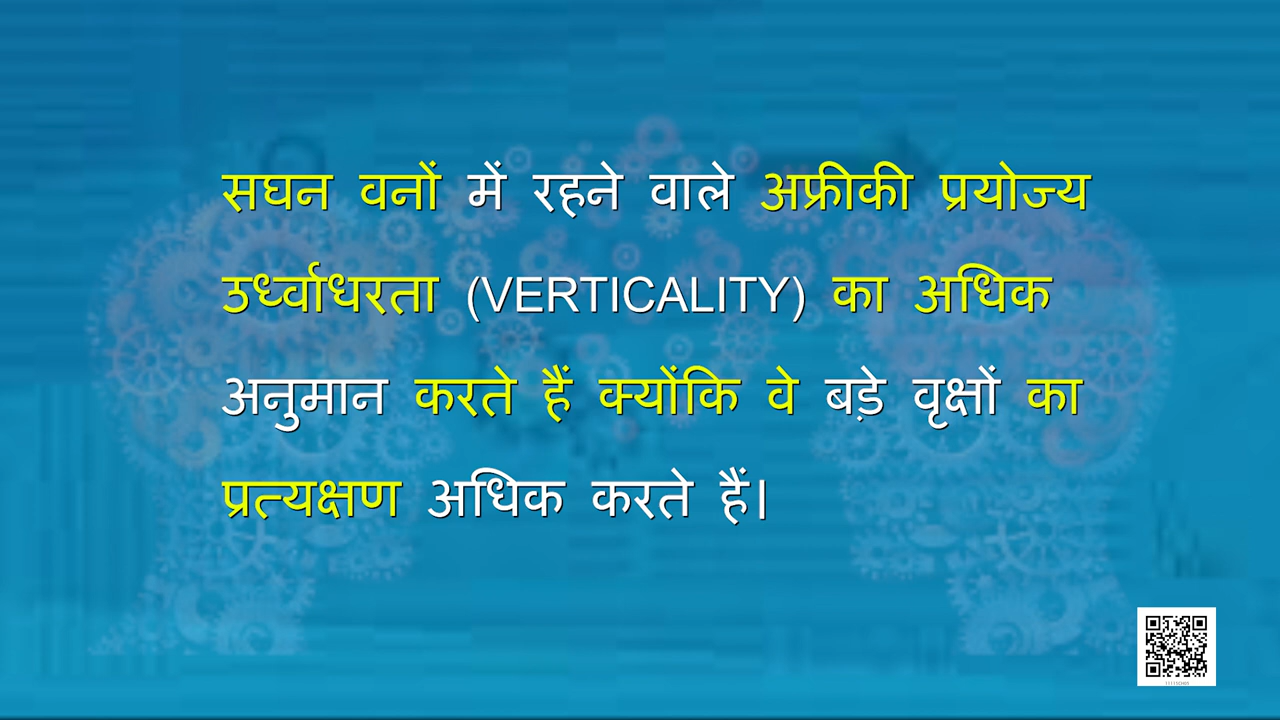 सघन वनों में रहने वाले अफ्रीकी प्रयोज्य
उर्ध्वाधरता (VERTICALITY) का अधिक
अनुमान करते हैं क्योंकि वे बड़े वृक्षों का
प्रत्यक्षण अधिक करते हैं।